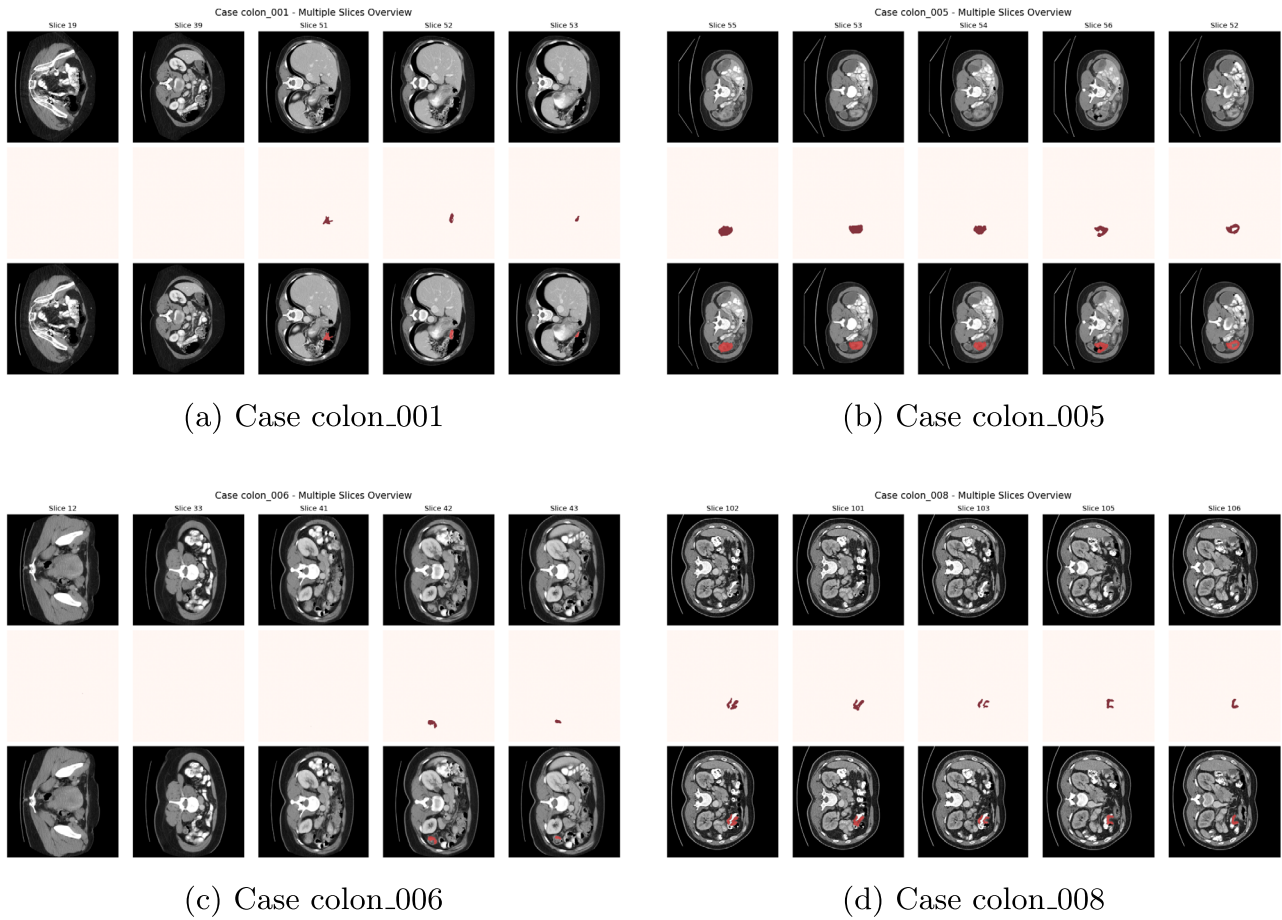 Case colon_001 - Multiple Slices Overview
Slice 19 Slice 39 Slice 51 Slice 52 Slice 53
(a) Case colon_001
Case colon_005 - Multiple Slices Overview
Slice 55 Slice 53 Slice 54 Slice 56 Slice 52
(b) Case colon_005
Case colon_006 - Multiple Slices Overview
Slice 12 Slice 33 Slice 41 Slice 42 Slice 43
(c) Case colon_006
Case colon_008 - Multiple Slices Overview
Slice 102 Slice 101 Slice 103 Slice 105 Slice 106
(d) Case colon_008